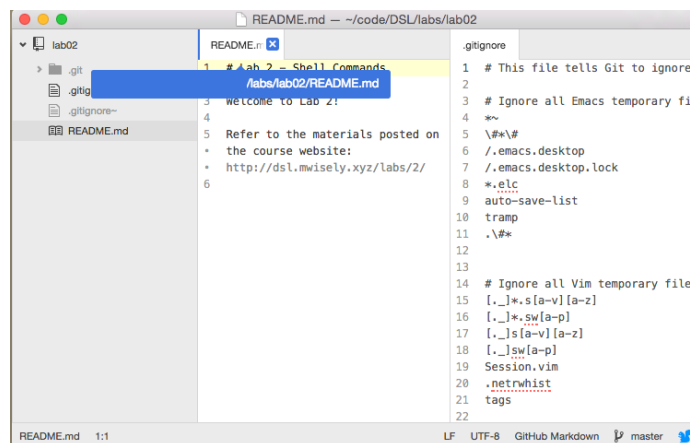 README.md — ~/code/DSL/labs/lab02
lab02
.git
.gitig
.gitignore~
README.md
README.m
1 # Lab 2 - Shell Commands
/labs/lab02/README.md
3 Welcome to Lab 2!
4
5 Refer to the materials posted on
• the course website:
• http://dsl.mwisely.xyz/labs/2/
6
.gitignore
1 # This file tells Git to ignore
2
3 # Ignore all Emacs temporary fi
4 *~
5 \#*\#
6 /.emacs.desktop
7 /.emacs.desktop.lock
8 *.elc
9 auto-save-list
10 tramp
11 .\#*
12
13
14 # Ignore all Vim temporary file
15 [._]*.s[a-v][a-z]
16 [._]*.sw[a-p]
17 [._]s[a-v][a-z]
18 [._]sw[a-p]
19 Session.vim
20 .netrwhist
21 tags
22
README.md 1:1 LF UTF-8 GitHub Markdown master